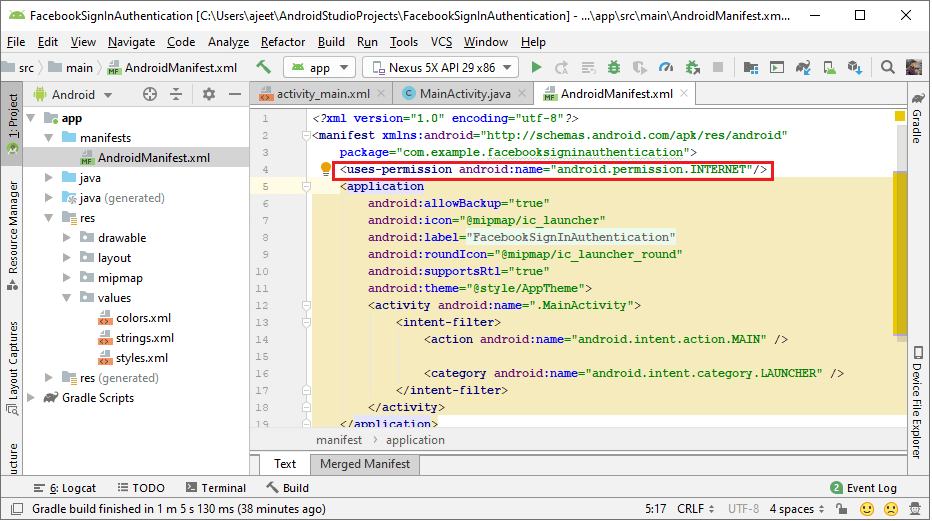 FacebookSignInAuthentication [C:\Users\ajeet\AndroidStudioProjects\FacebookSignInAuthentication] - ...\app\src\main\AndroidManifest.xm...
File Edit View Navigate Code Analyze Refactor Build Run Tools VCS Window Help
src main AndroidManifest.xml app Nexus 5X API 29 x86
1: Project
Resource Manager
Layout Captures
ucture
Android
app
manifests
AndroidManifest.xml
java
java (generated)
res
drawable
layout
mipmap
values
colors.xml
strings.xml
styles.xml
res (generated)
Gradle Scripts
activity_main.xml MainActivity.java AndroidManifest.xml
1 <?xml version="1.0" encoding="utf-8"?>
2 <manifest xmlns:android="http://schemas.android.com/apk/res/android"
3 package="com.example.facebooksigninauthentication">
4 <uses-permission android:name="android.permission.INTERNET"/>
5 <application
6 android:allowBackup="true"
7 android:icon="@mipmap/ic_launcher"
8 android:label="FacebookSignInAuthentication"
9 android:roundIcon="@mipmap/ic_launcher_round"
10 android:supportsRtl="true"
11 android:theme="@style/AppTheme">
12 <activity android:name=".MainActivity">
13 <intent-filter>
14 <action android:name="android.intent.action.MAIN" />
15
16 <category android:name="android.intent.category.LAUNCHER" />
17 </intent-filter>
18 </activity>
19 </application>
manifest application
Text Merged Manifest
Gradle
Device File Explorer
6: Logcat TODO Terminal Build 2 Event Log
Gradle build finished in 1 m 5 s 130 ms (38 minutes ago) 5:17 CRLF UTF-8 4 spaces